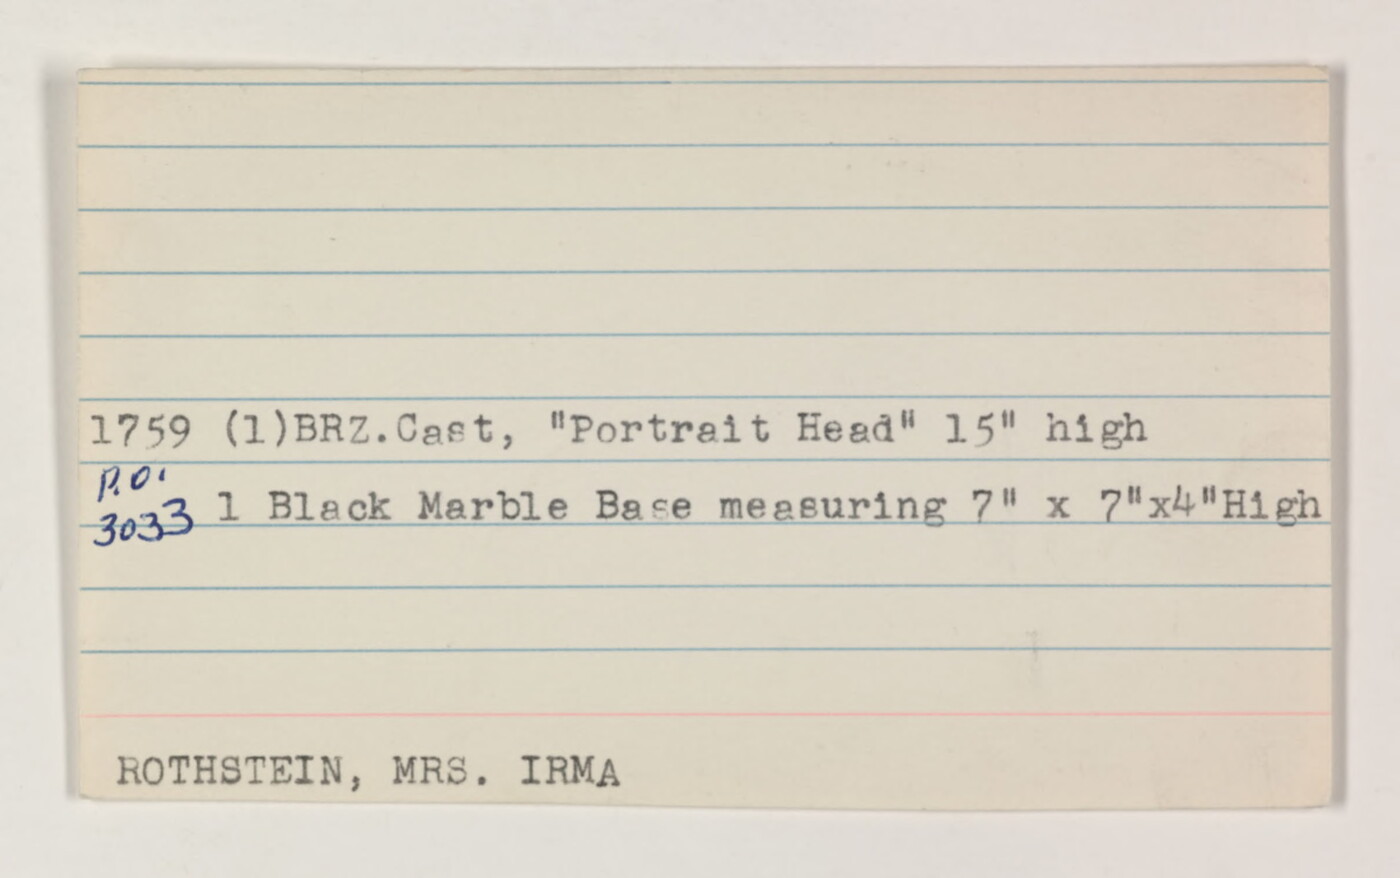 1759 (1)BRZ.Cast, "Portrait Head" 15" high
P.O.
3033 1 Black Marble Base measuring 7" x 7"x4"High
ROTHSTEIN, MRS. IRMA